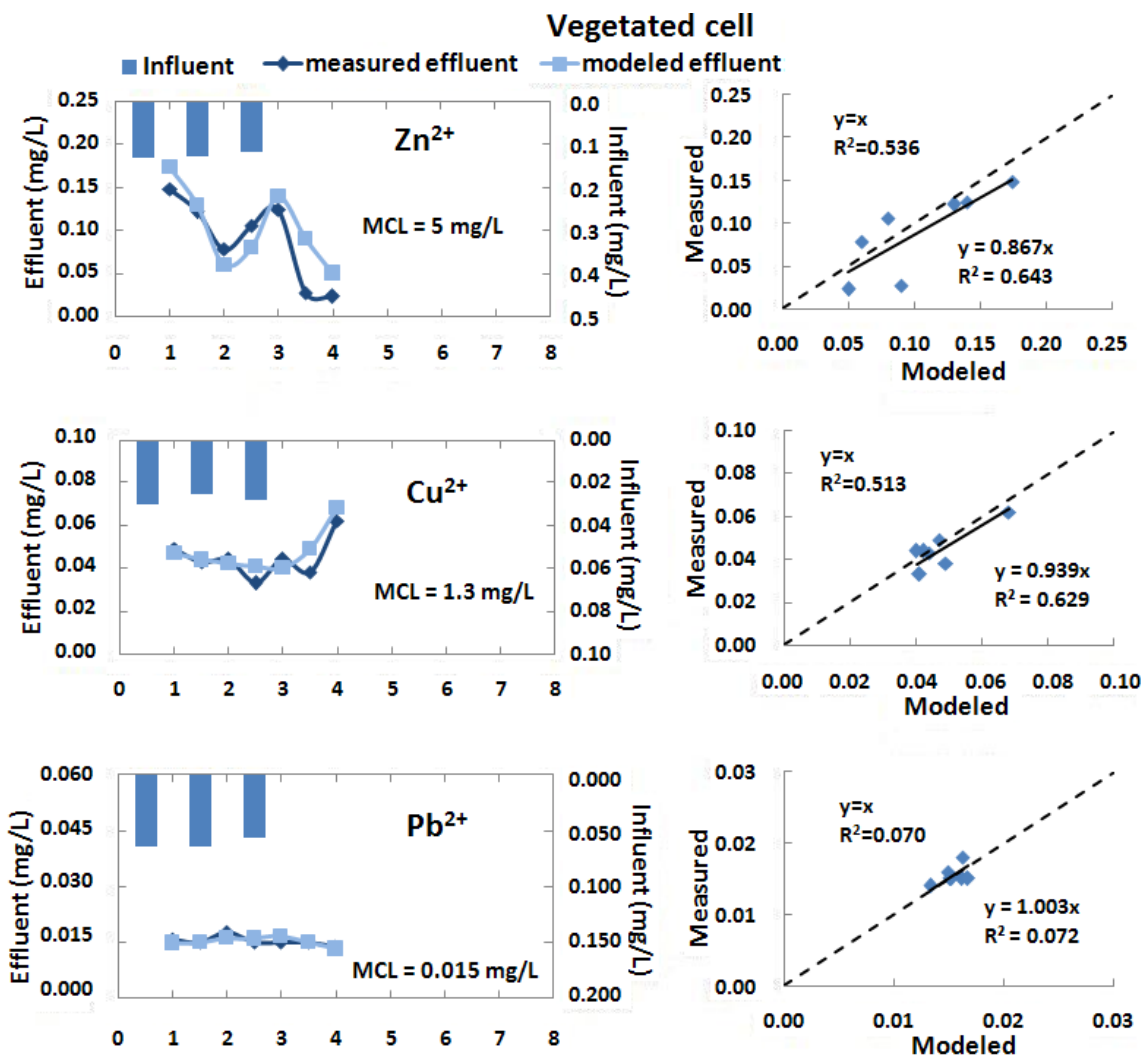 Vegetated cell
Influent measured effluent modeled effluent
Effluent (mg/L)
0.25
0.20
0.15
0.10
0.05
0.00
Zn²⁺
MCL = 5 mg/L
0.0
0.1
0.2
0.3
0.4
0.5
Influent (mg/L)
0 1 2 3 4 5 6 7 8
Measured
0.25
0.20
0.15
0.10
0.05
0.00
y=x
R²=0.536
y = 0.867x
R² = 0.643
0.00 0.05 0.10 0.15 0.20 0.25
Modeled
Effluent (mg/L)
0.10
0.08
0.06
0.04
0.02
0.00
Cu²⁺
MCL = 1.3 mg/L
0.00
0.02
0.04
0.06
0.08
0.10
Influent (mg/L)
0 1 2 3 4 5 6 7 8
Measured
0.10
0.08
0.06
0.04
0.02
0.00
y=x
R²=0.513
y = 0.939x
R² = 0.629
0.00 0.02 0.04 0.06 0.08 0.10
Modeled
Effluent (mg/L)
0.060
0.045
0.030
0.015
0.000
Pb²⁺
MCL = 0.015 mg/L
0.000
0.050
0.100
0.150
0.200
Influent (mg/L)
0 1 2 3 4 5 6 7 8
Measured
0.03
0.02
0.01
0.00
y=x
R²=0.070
y = 1.003x
R² = 0.072
0.00 0.01 0.02 0.03
Modeled